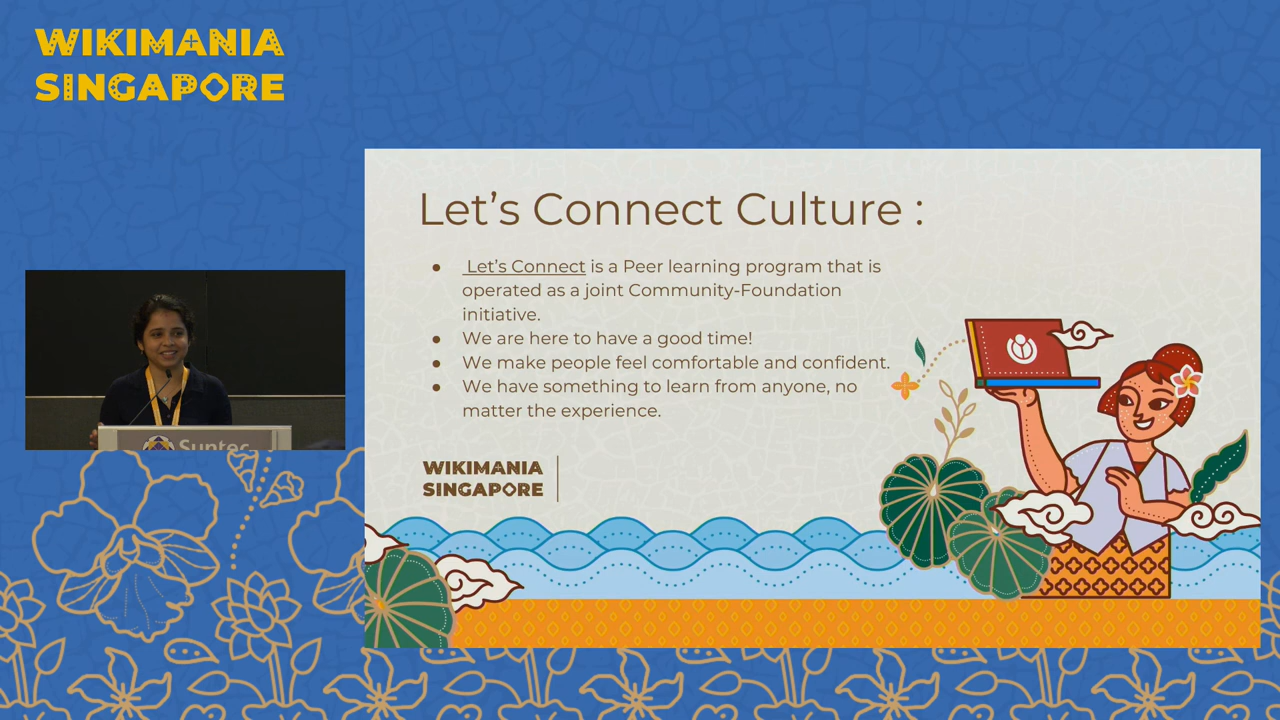 WIKIMANIA
SINGAPORE
Let's Connect Culture :
● Let's Connect is a Peer learning program that is
operated as a joint Community-Foundation
initiative.
● We are here to have a good time!
● We make people feel comfortable and confident.
● We have something to learn from anyone, no
matter the experience.
WIKIMANIA
SINGAPORE
Suntec